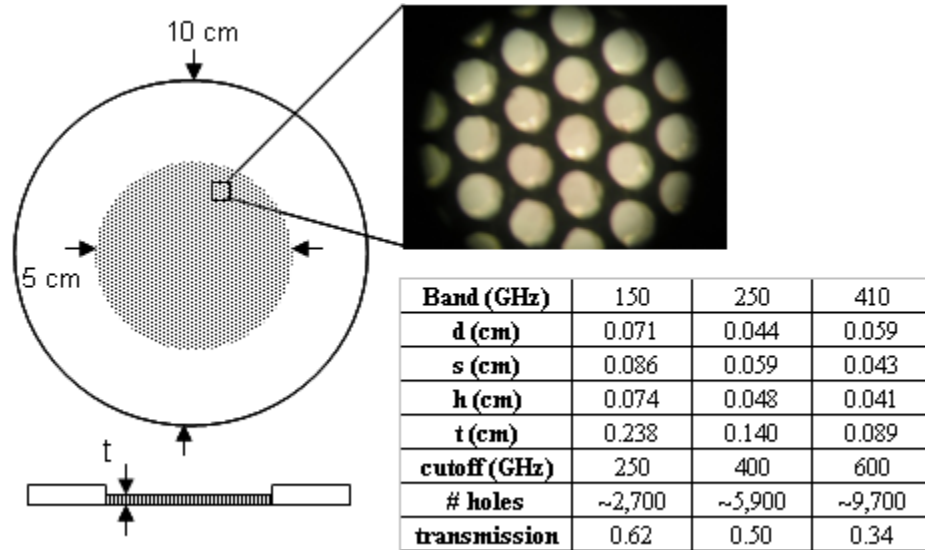 10 cm
5 cm
t
Band (GHz) 150 250 410
d (cm) 0.071 0.044 0.059
s (cm) 0.086 0.059 0.043
h (cm) 0.074 0.048 0.041
t (cm) 0.238 0.140 0.089
cutoff (GHz) 250 400 600
# holes ~2,700 ~5,900 ~9,700
transmission 0.62 0.50 0.34